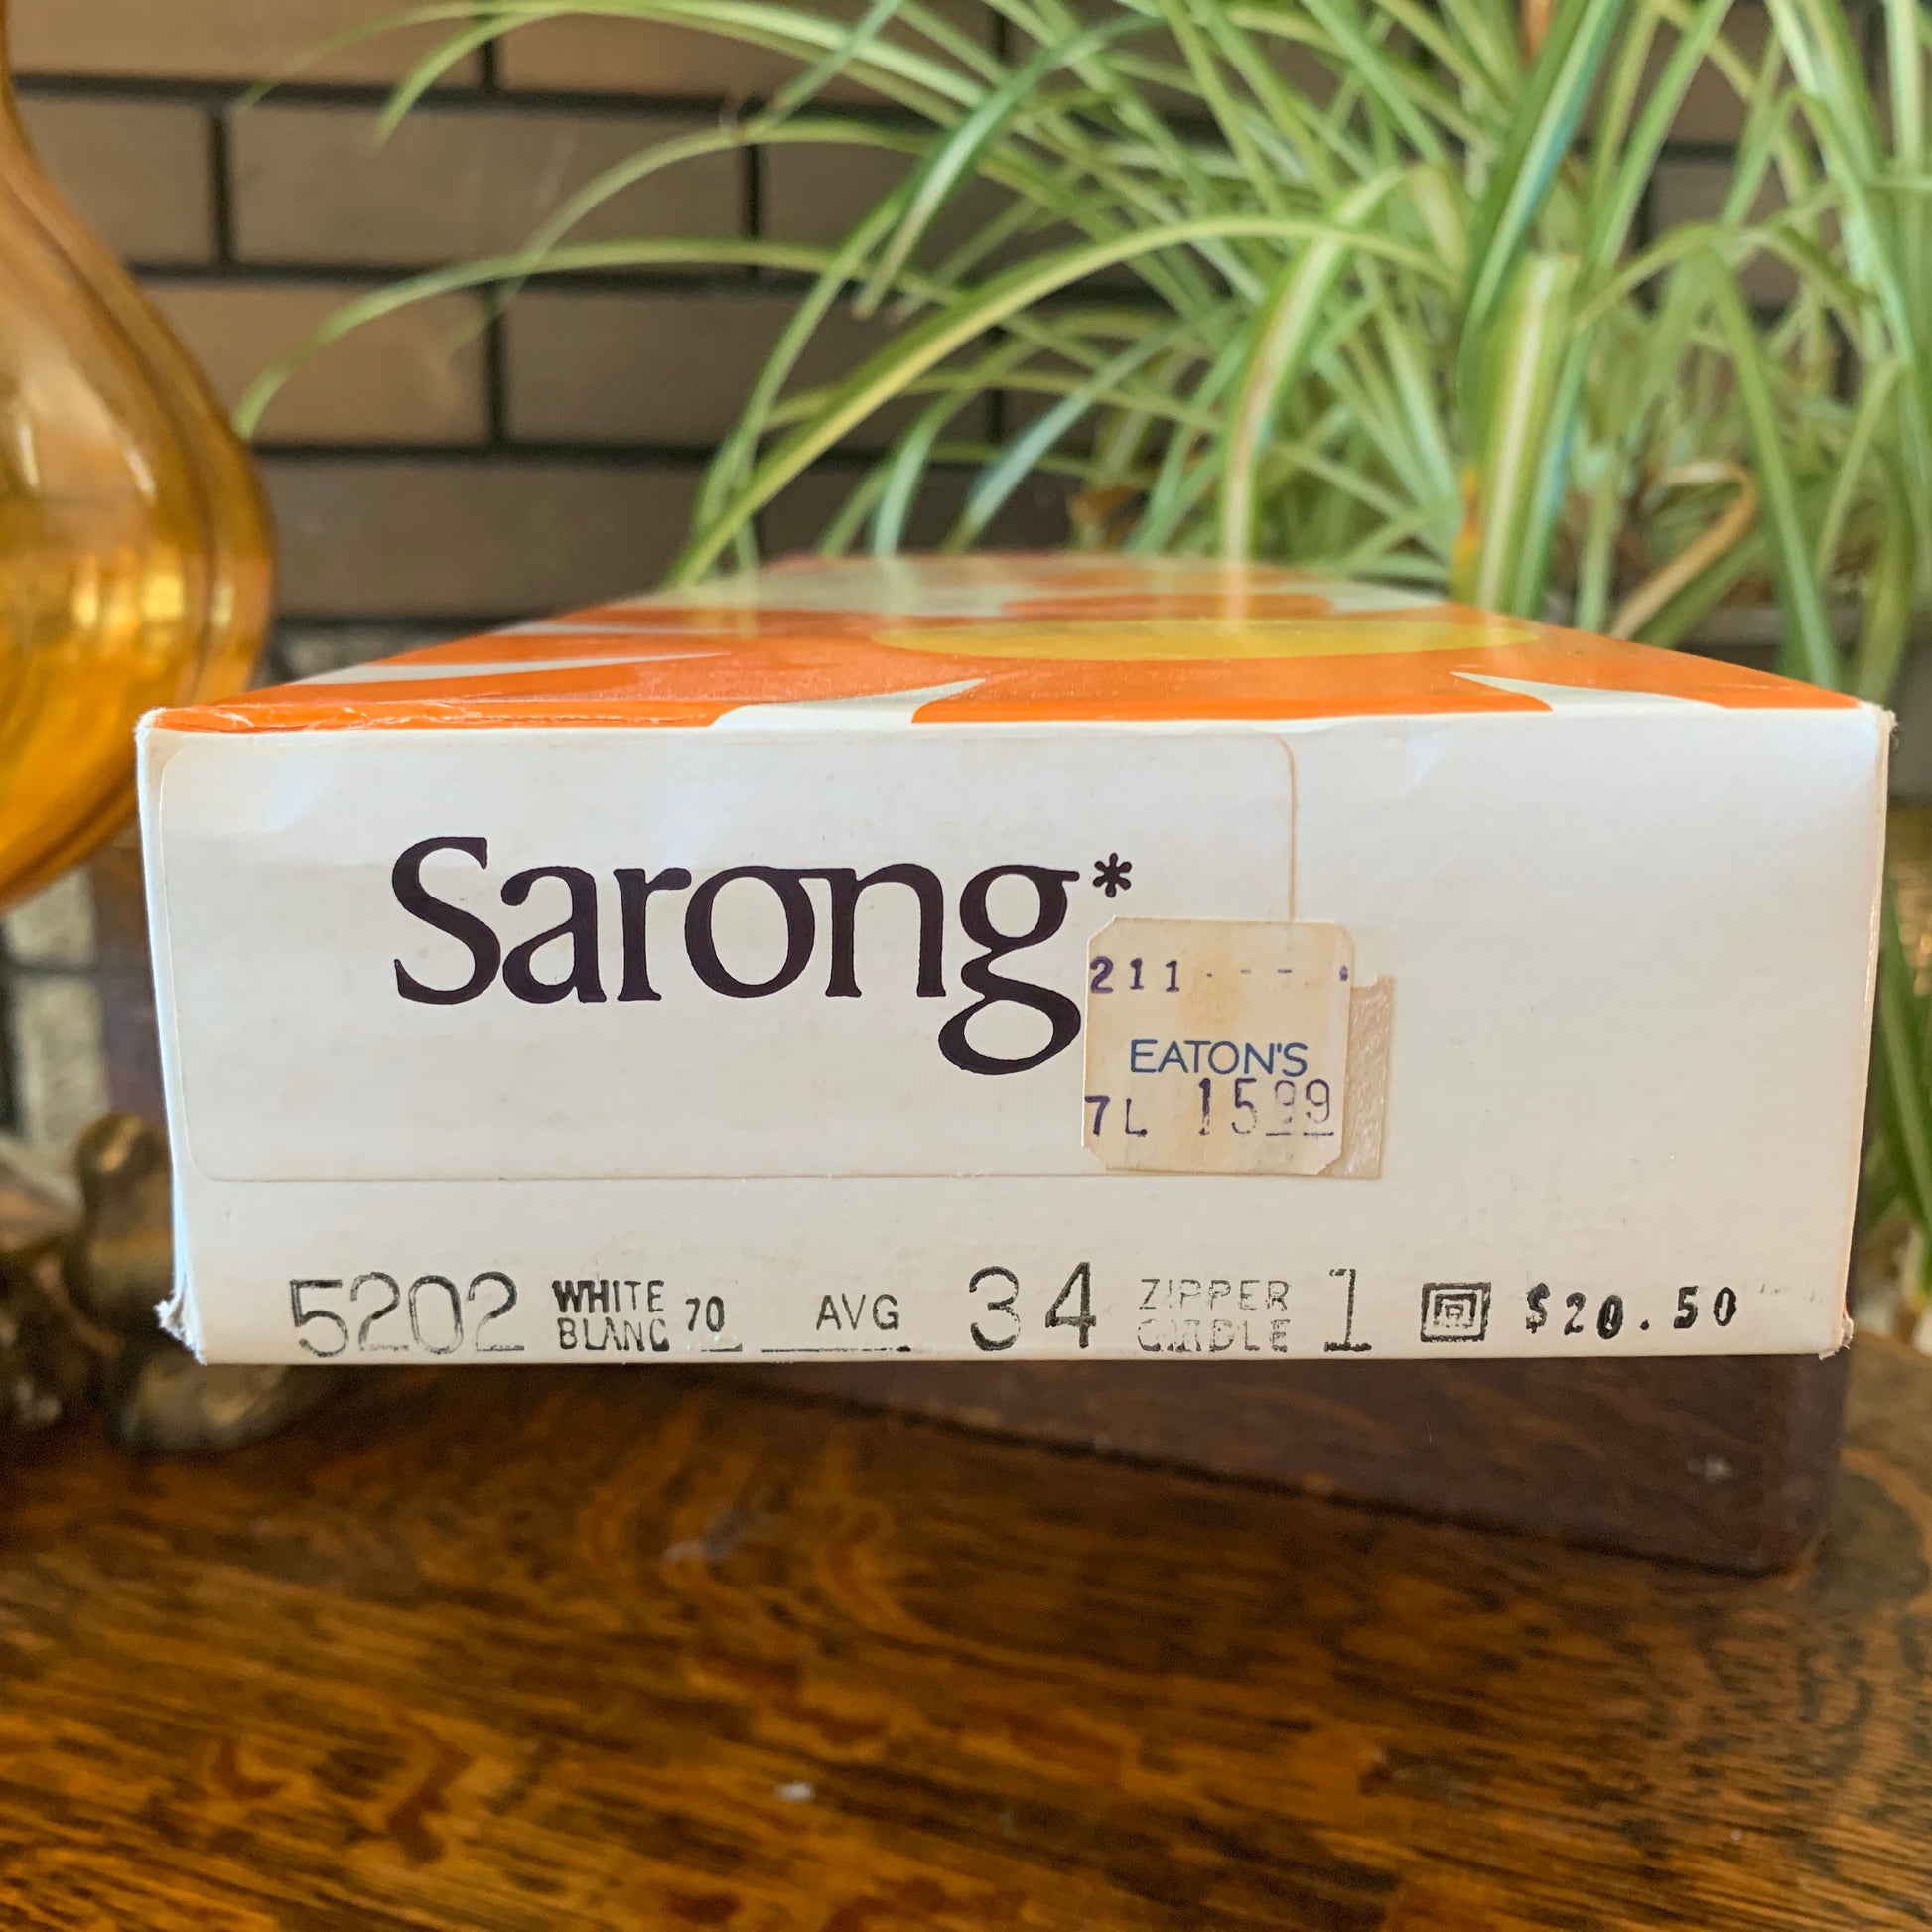 Sarong*
211 - - - .
EATON'S
7L 15.99
5202 WHITE BLANC 70 AVG 34 ZIPPER GIRDLE 1 $20.50